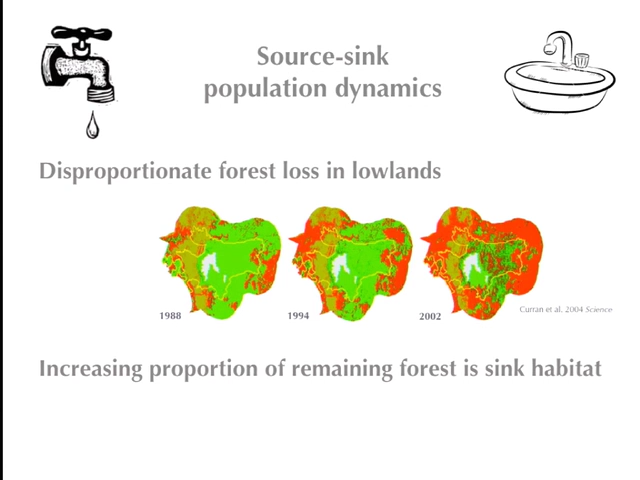 Source-sink
population dynamics
Disproportionate forest loss in lowlands
1988
1994
2002
Curran et al. 2004 Science
Increasing proportion of remaining forest is sink habitat